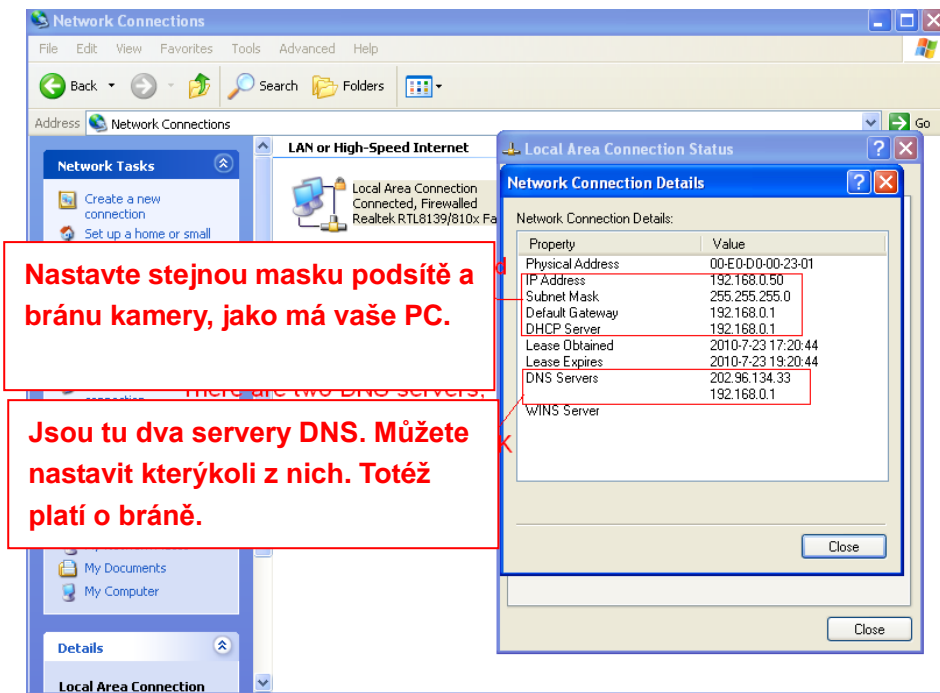 Network Connections
File Edit View Favorites Tools Advanced Help
Back Search Folders
Address Network Connections Go
Network Tasks
Create a new
connection
Set up a home or small
LAN or High-Speed Internet
Local Area Connection
Connected, Firewalled
Realtek RTL8139/810x Fa
Nastavte stejnou masku podsítě a
bránu kamery, jako má vaše PC.
Jsou tu dva servery DNS. Můžete
nastavit kterýkoli z nich. Totéž
platí o bráně.
My Documents
My Computer
Details
Local Area Connection
Local Area Connection Status
Network Connection Details
Network Connection Details:
Property Value
Physical Address 00-E0-D0-00-23-01
IP Address 192.168.0.50
Subnet Mask 255.255.255.0
Default Gateway 192.168.0.1
DHCP Server 192.168.0.1
Lease Obtained 2010-7-23 17:20:44
Lease Expires 2010-7-23 19:20:44
DNS Servers 202.96.134.33
192.168.0.1
WINS Server
Close
Close